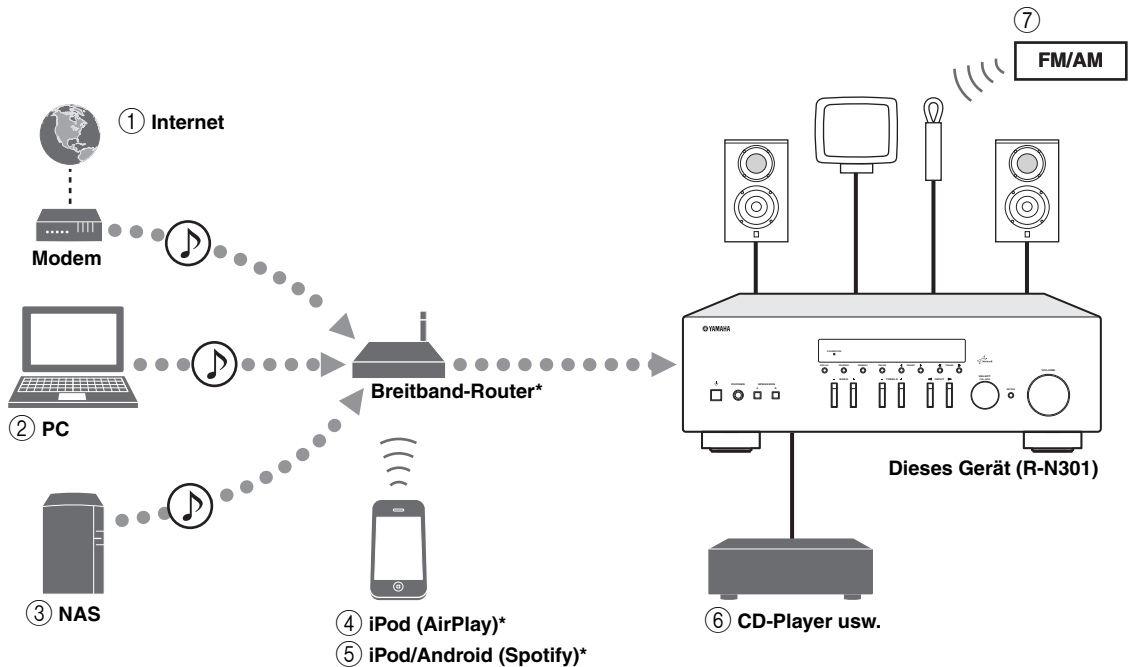 ⑦
FM/AM
① Internet
Modem
YAMAHA
Breitband-Router*
② PC
Dieses Gerät (R-N301)
③ NAS
④ iPod (AirPlay)*
⑤ iPod/Android (Spotify)*
⑥ CD-Player usw.